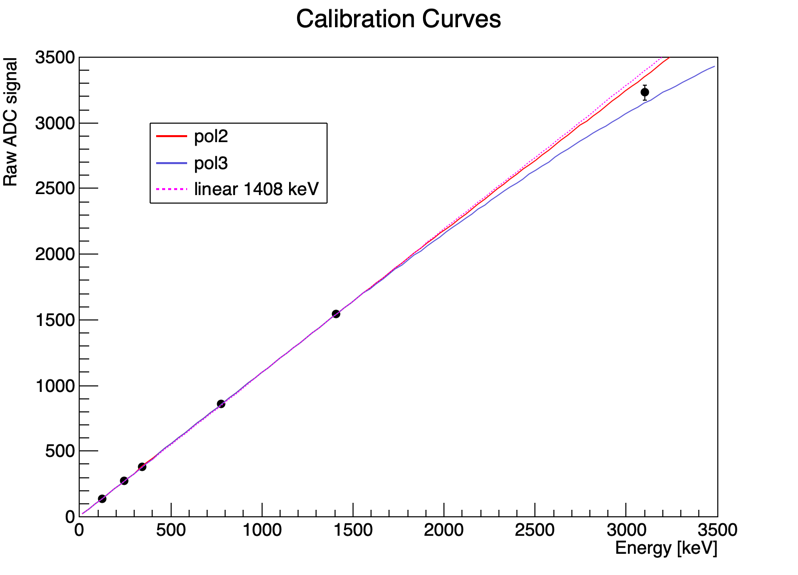 Calibration Curves
Raw ADC signal
3500
3000
2500
2000
1500
1000
500
0
pol2
pol3
linear 1408 keV
0 500 1000 1500 2000 2500 3000 3500
Energy [keV]